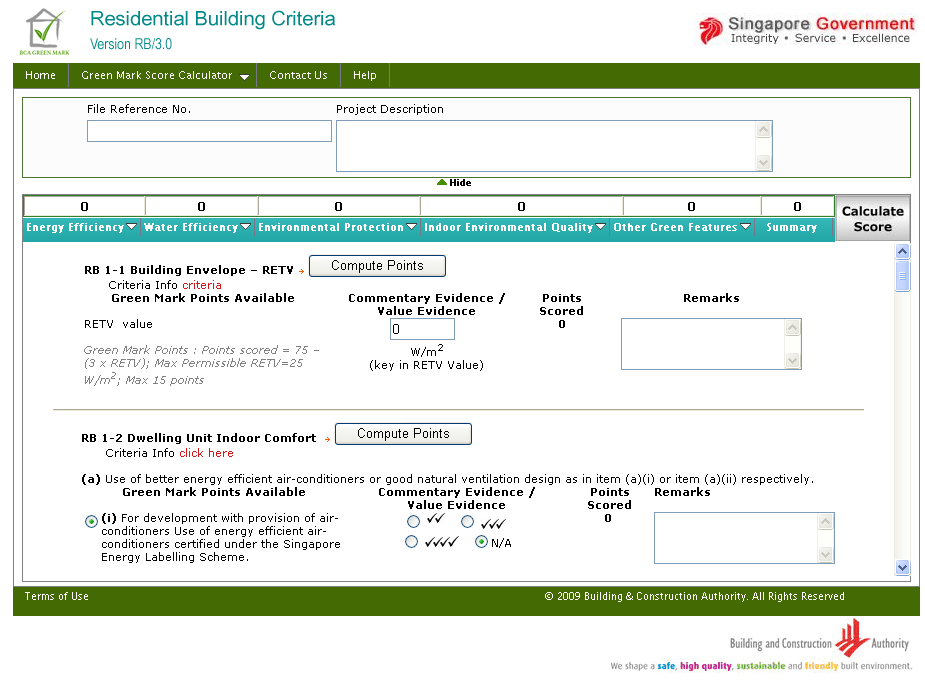 BCA GREEN MARK
Residential Building Criteria
Version RB/3.0
Singapore Government
Integrity • Service • Excellence
Home
Green Mark Score Calculator
Contact Us
Help
File Reference No.
Project Description
Hide
0 0 0 0 0 0
Energy Efficiency
Water Efficiency
Environmental Protection
Indoor Environmental Quality
Other Green Features
Summary
Calculate
Score
RB 1-1 Building Envelope – RETV
Compute Points
Criteria Info criteria
Green Mark Points Available
Commentary Evidence /
Value Evidence
Points
Scored
Remarks
RETV value
0
0
W/m²
(key in RETV Value)
Green Mark Points : Points scored = 75 –
(3 x RETV); Max Permissible RETV=25
W/m²; Max 15 points
RB 1-2 Dwelling Unit Indoor Comfort
Compute Points
Criteria Info click here
(a) Use of better energy efficient air-conditioners or good natural ventilation design as in item (a)(i) or item (a)(ii) respectively.
Green Mark Points Available
Commentary Evidence /
Value Evidence
Points
Scored
Remarks
0
(i) For development with provision of air-
conditioners Use of energy efficient air-
conditioners certified under the Singapore
Energy Labelling Scheme.
✓✓ ✓✓✓
✓✓✓✓ N/A
Terms of Use
© 2009 Building & Construction Authority. All Rights Reserved
Building and Construction Authority
We shape a safe, high quality, sustainable and friendly built environment.